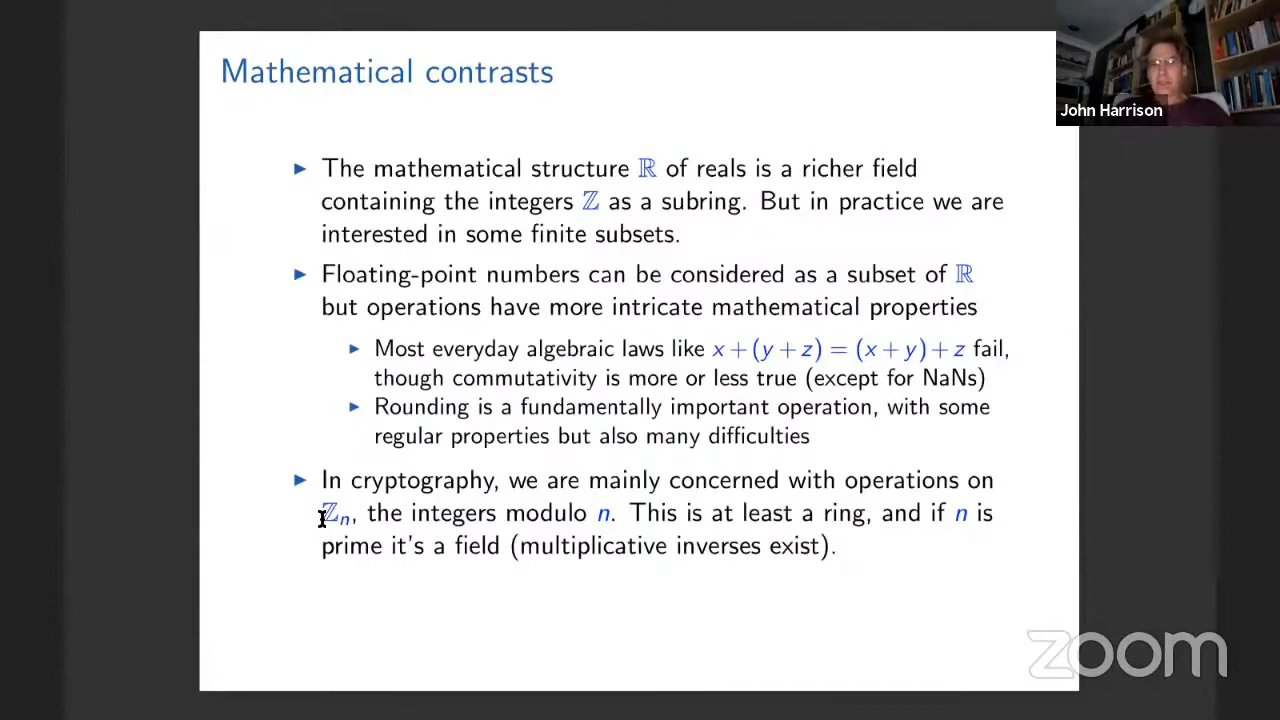 Mathematical contrasts
John Harrison
▶ The mathematical structure ℝ of reals is a richer field
containing the integers ℤ as a subring. But in practice we are
interested in some finite subsets.
▶ Floating-point numbers can be considered as a subset of ℝ
but operations have more intricate mathematical properties
▶ Most everyday algebraic laws like x + (y + z) = (x + y) + z fail,
though commutativity is more or less true (except for NaNs)
▶ Rounding is a fundamentally important operation, with some
regular properties but also many difficulties
▶ In cryptography, we are mainly concerned with operations on
ℤₙ, the integers modulo n. This is at least a ring, and if n is
prime it's a field (multiplicative inverses exist).
zoom